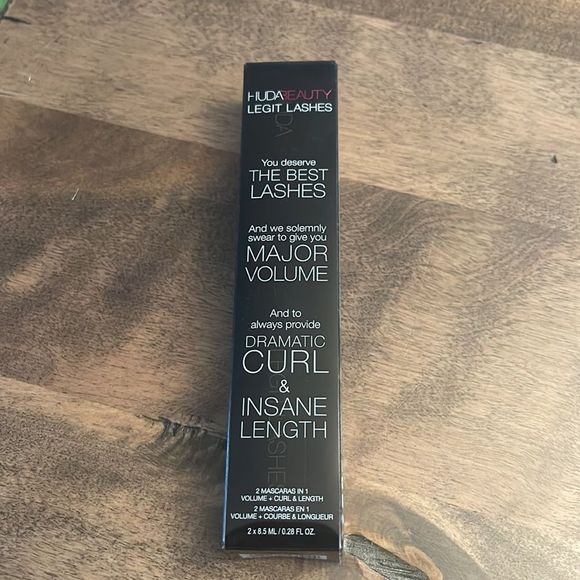 HUDABEAUTY
LEGIT LASHES
You deserve
THE BEST
LASHES
And we solemnly
swear to give you
MAJOR
VOLUME
And to
always provide
DRAMATIC
CURL
&
INSANE
LENGTH
2 MASCARAS IN 1
VOLUME + CURL & LENGTH
2 MASCARAS EN 1
VOLUME + COURBE & LONGUEUR
2 x 8.5 ML / 0.28 FL OZ.